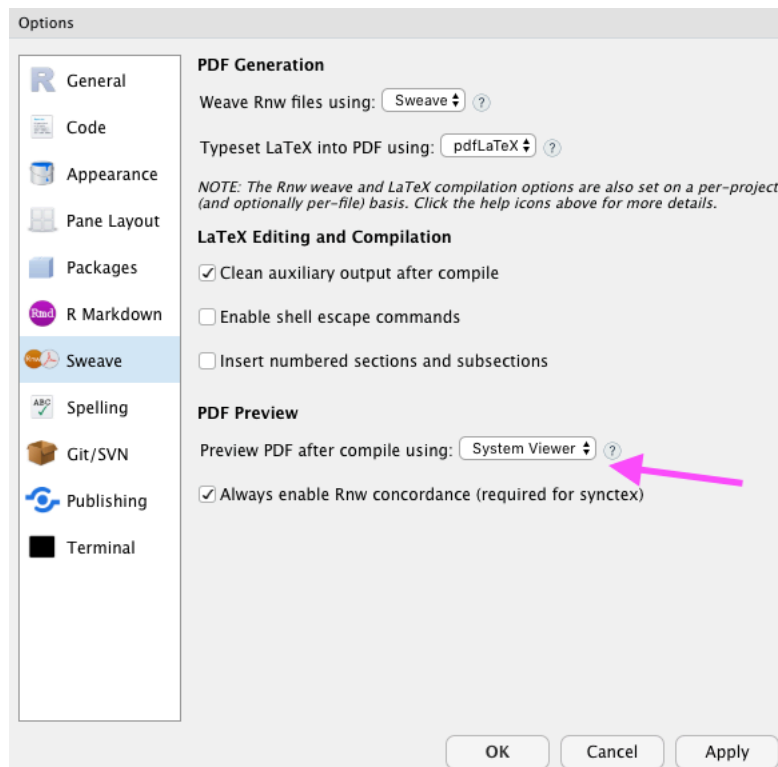 Options
General
Code
Appearance
Pane Layout
Packages
Rmd R Markdown
Sweave
ABC Spelling
Git/SVN
Publishing
Terminal
PDF Generation
Weave Rnw files using: Sweave ?
Typeset LaTeX into PDF using: pdfLaTeX ?
NOTE: The Rnw weave and LaTeX compilation options are also set on a per-project
(and optionally per-file) basis. Click the help icons above for more details.
LaTeX Editing and Compilation
Clean auxiliary output after compile
Enable shell escape commands
Insert numbered sections and subsections
PDF Preview
Preview PDF after compile using: System Viewer ?
Always enable Rnw concordance (required for synctex)
OK Cancel Apply